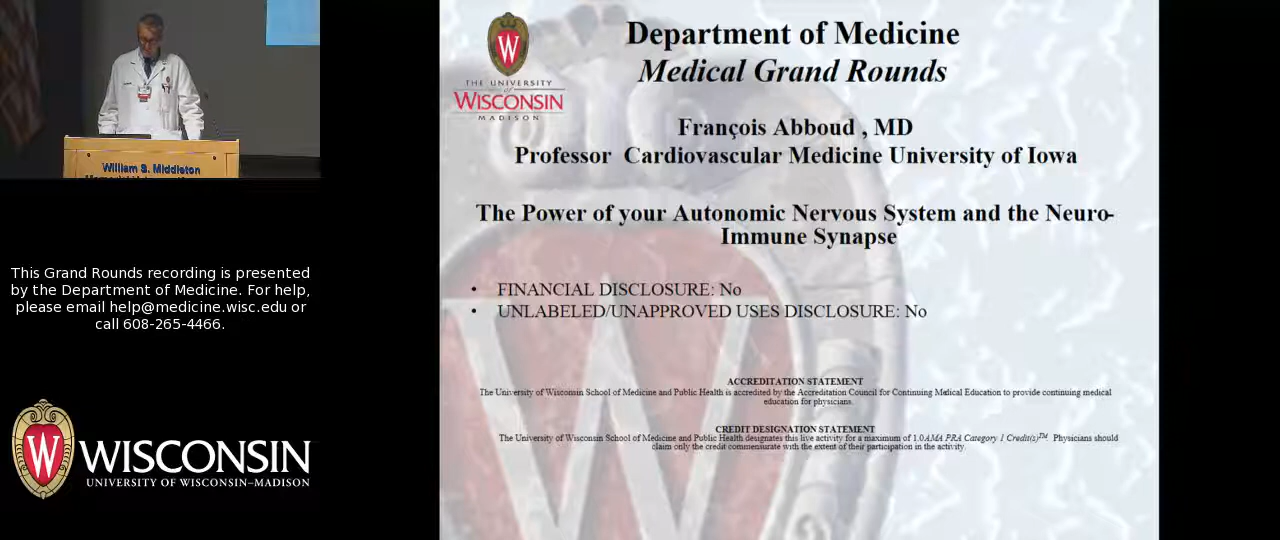 William S. Middleton
This Grand Rounds recording is presented
by the Department of Medicine. For help,
please email help@medicine.wisc.edu or
call 608-265-4466.
W
WISCONSIN
UNIVERSITY OF WISCONSIN–MADISON
W
THE UNIVERSITY
of
WISCONSIN
MADISON
Department of Medicine
Medical Grand Rounds
François Abboud , MD
Professor Cardiovascular Medicine University of Iowa
The Power of your Autonomic Nervous System and the Neuro-
Immune Synapse
• FINANCIAL DISCLOSURE: No
• UNLABELED/UNAPPROVED USES DISCLOSURE: No
ACCREDITATION STATEMENT
The University of Wisconsin School of Medicine and Public Health is accredited by the Accreditation Council for Continuing Medical Education to provide continuing medical
education for physicians.
CREDIT DESIGNATION STATEMENT
The University of Wisconsin School of Medicine and Public Health designates this live activity for a maximum of 1.0 AMA PRA Category 1 Credit(s)TM Physicians should
claim only the credit commensurate with the extent of their participation in the activity.